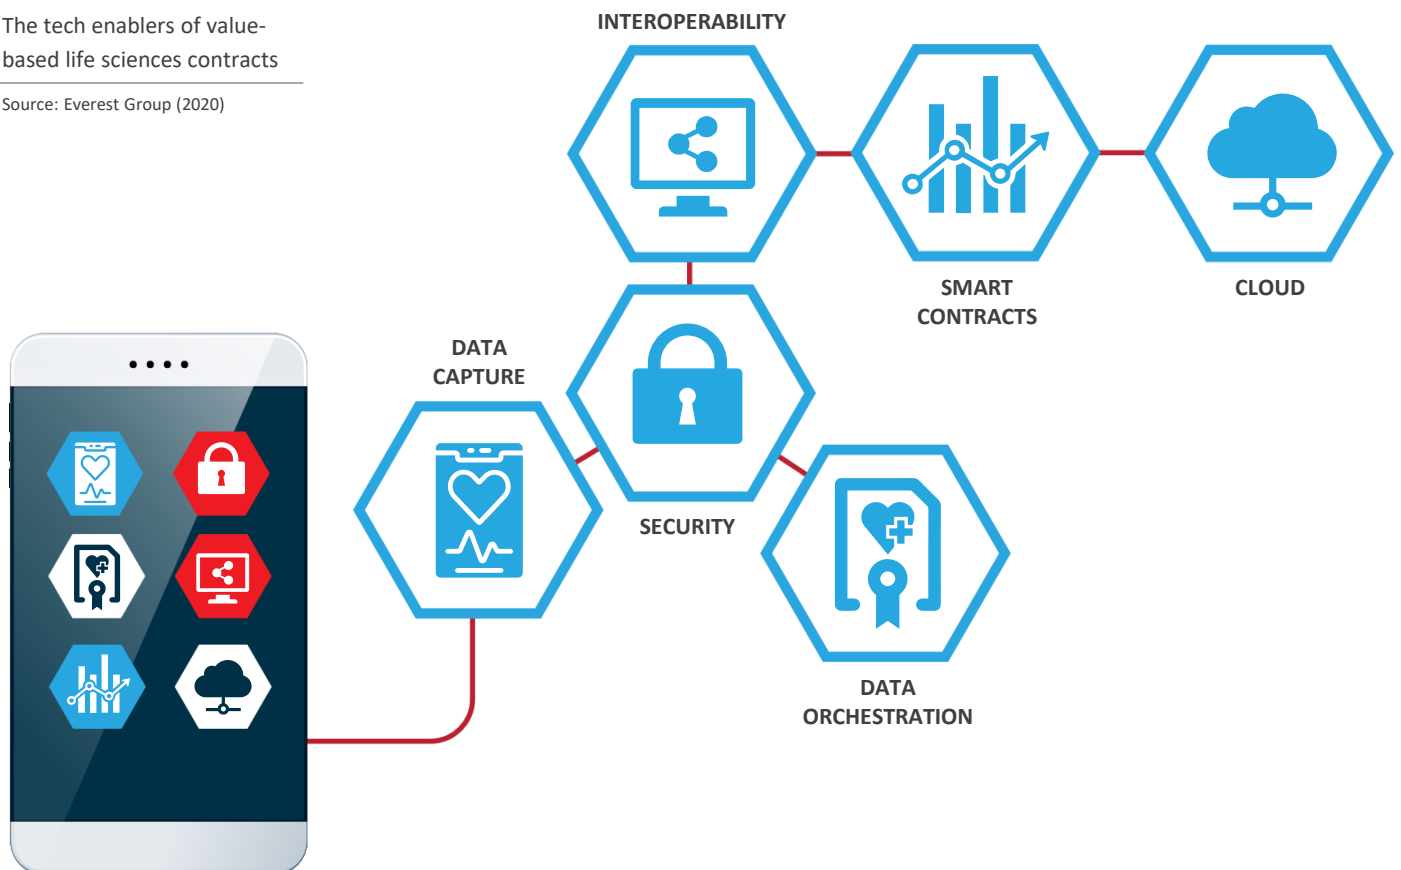 The tech enablers of value-
based life sciences contracts
Source: Everest Group (2020)
INTEROPERABILITY
SMART
CONTRACTS
CLOUD
DATA
CAPTURE
SECURITY
DATA
ORCHESTRATION